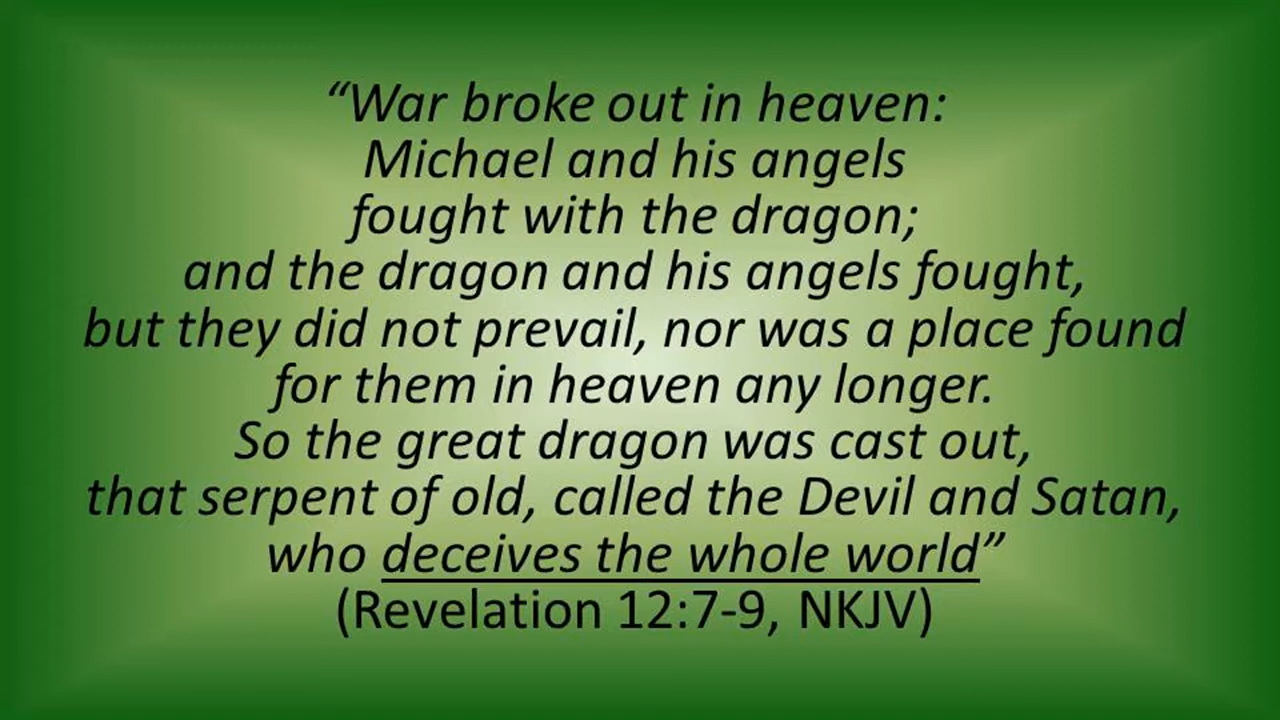 “War broke out in heaven:
Michael and his angels
fought with the dragon;
and the dragon and his angels fought,
but they did not prevail, nor was a place found
for them in heaven any longer.
So the great dragon was cast out,
that serpent of old, called the Devil and Satan,
who deceives the whole world”
(Revelation 12:7-9, NKJV)